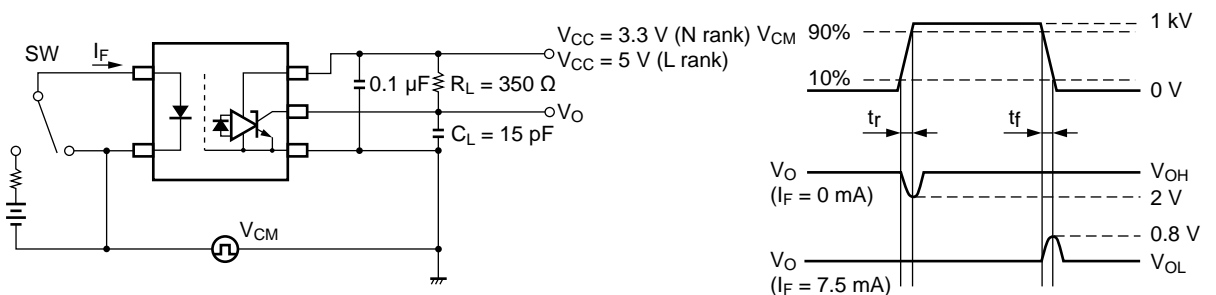 SW
I_F
V_CC = 3.3 V (N rank)
V_CC = 5 V (L rank)
0.1 µF
R_L = 350 Ω
V_O
C_L = 15 pF
V_CM
V_CM
90%
10%
1 kV
0 V
t_r
t_f
V_O
(I_F = 0 mA)
V_OH
2 V
0.8 V
V_O
(I_F = 7.5 mA)
V_OL